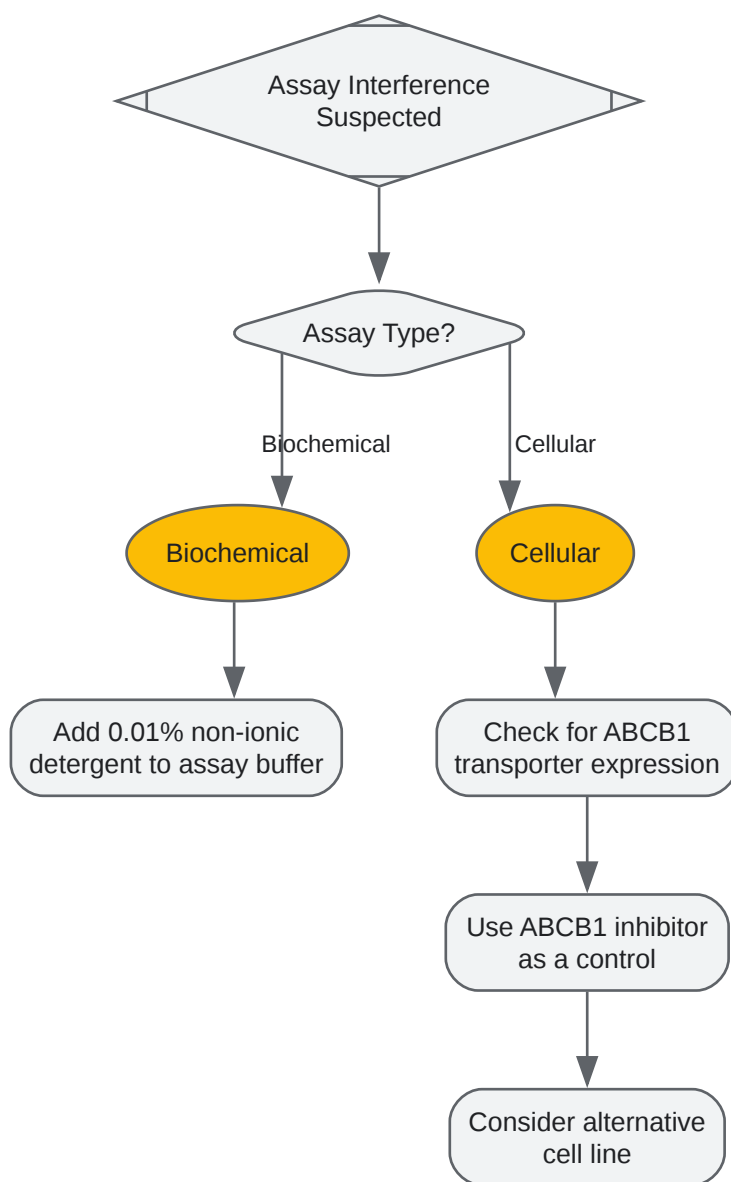 Assay Interference
Suspected
Assay Type?
Biochemical
Cellular
Biochemical
Cellular
Add 0.01% non-ionic
detergent to assay buffer
Check for ABCB1
transporter expression
Use ABCB1 inhibitor
as a control
Consider alternative
cell line